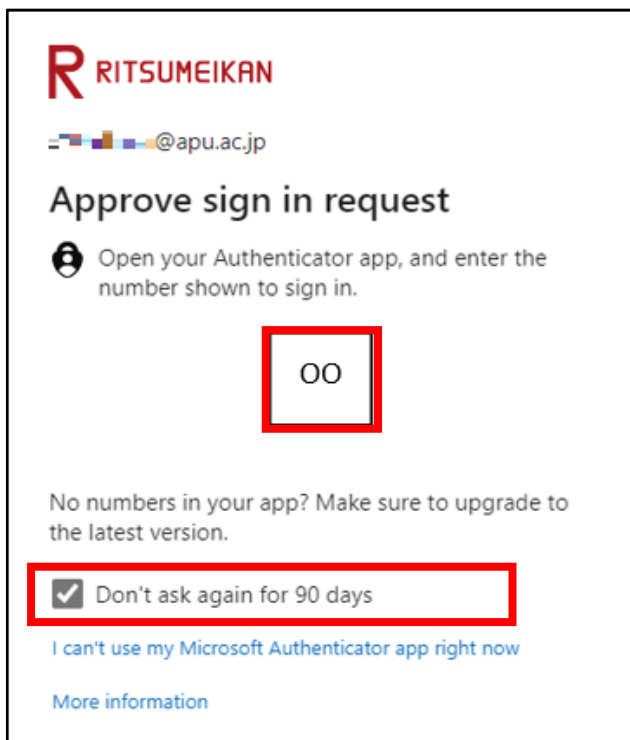 RITSUMEIKAN
@apu.ac.jp
Approve sign in request
Open your Authenticator app, and enter the
number shown to sign in.
OO
No numbers in your app? Make sure to upgrade to
the latest version.
Don't ask again for 90 days
I can't use my Microsoft Authenticator app right now
More information